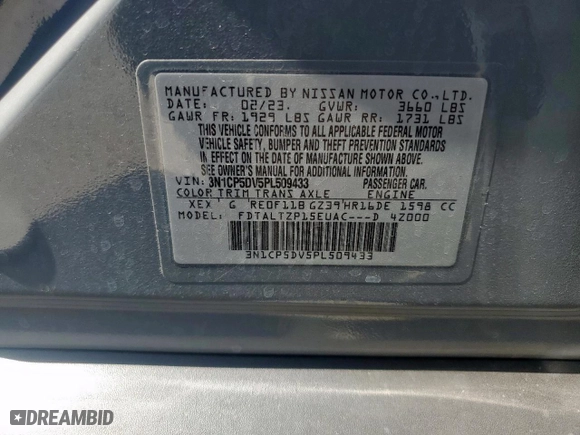 MANUFACTURED BY NISSAN MOTOR CO.,LTD.
DATE: 02/23. GVWR: 3660 LBS
GAWR FR: 1929 LBS GAWR RR: 1731 LBS
THIS VEHICLE CONFORMS TO ALL APPLICABLE FEDERAL MOTOR
VEHICLE SAFETY, BUMPER AND THEFT PREVENTION STANDARDS
IN EFFECT ON THE DATE OF MANUFACTURE SHOWN ABOVE.
SEE OWNER'S MANUAL FOR ADDITIONAL INFORMATION.
VIN: 3N1CP5DV5PL509433 PASSENGER CAR.
COLOR TRIM TRANS AXLE ENGINE
XEX G RE0F11B GZ39 HR16DE 1598 CC
MODEL: FDTALTZP15EUAC---D 4Z000
3N1CP5DV5PL509433
DREAMBID